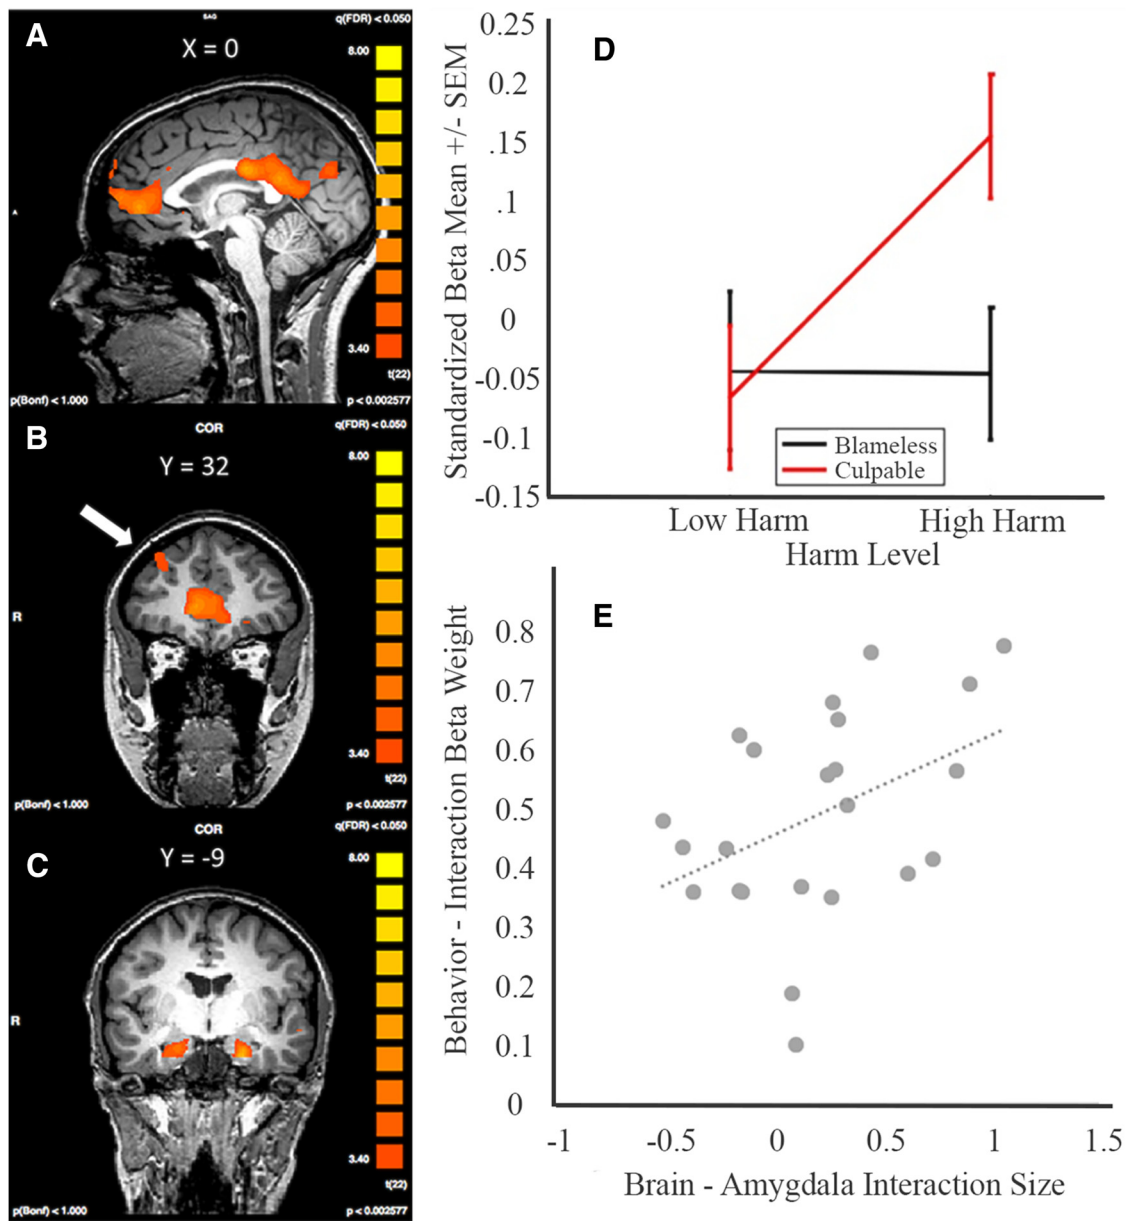 A
SAG
q(FDR) < 0.050
X = 0
8.00
A
3.40
t(22)
p(Bonf) < 1.000
p < 0.002577
B
COR
q(FDR) < 0.050
Y = 32
8.00
R
3.40
t(22)
p(Bonf) < 1.000
p < 0.002577
C
COR
q(FDR) < 0.050
Y = -9
8.00
R
3.40
t(22)
p(Bonf) < 1.000
p < 0.002577
D
Standardized Beta Mean +/- SEM
0.25
0.2
.15
.1
.05
0
-0.05
-0.1
-0.15
Blameless
Culpable
Low Harm
High Harm
Harm Level
E
Behavior - Interaction Beta Weight
0.8
0.7
0.6
0.5
0.4
0.3
0.2
0.1
0
-1
-0.5
0
0.5
1
1.5
Brain - Amygdala Interaction Size